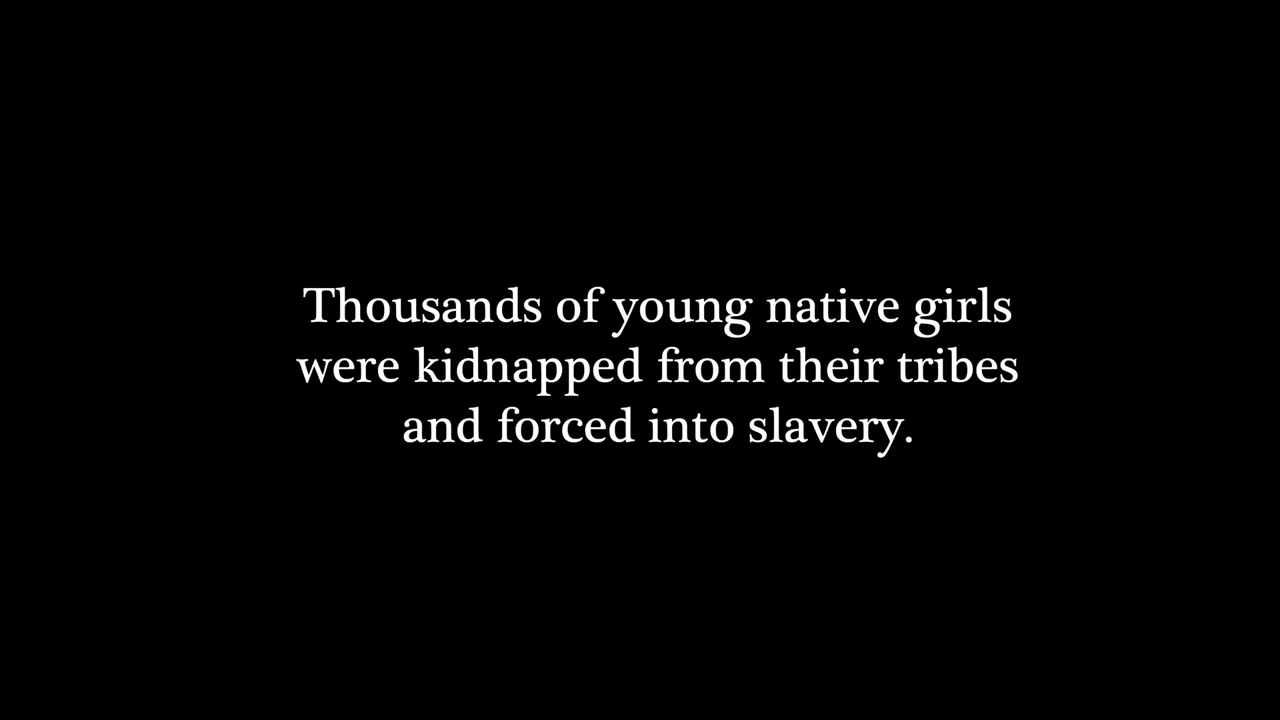 Thousands of young native girls
were kidnapped from their tribes
and forced into slavery.